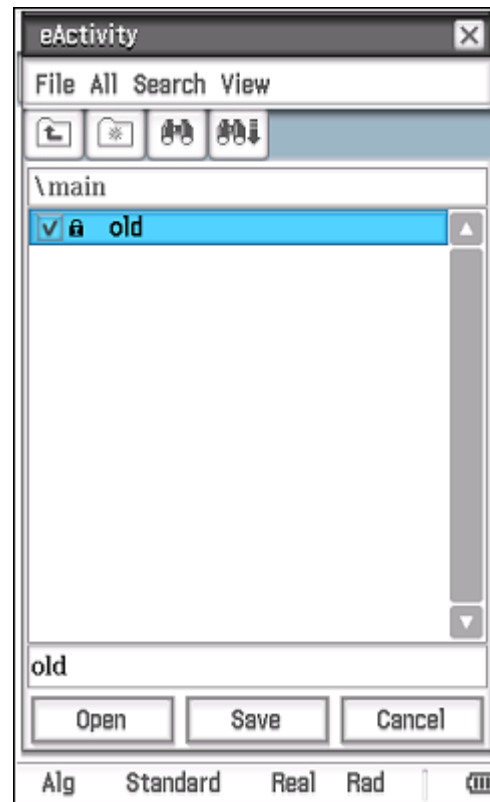 eActivity
File All Search View
\main
old
old
Open Save Cancel
Alg Standard Real Rad